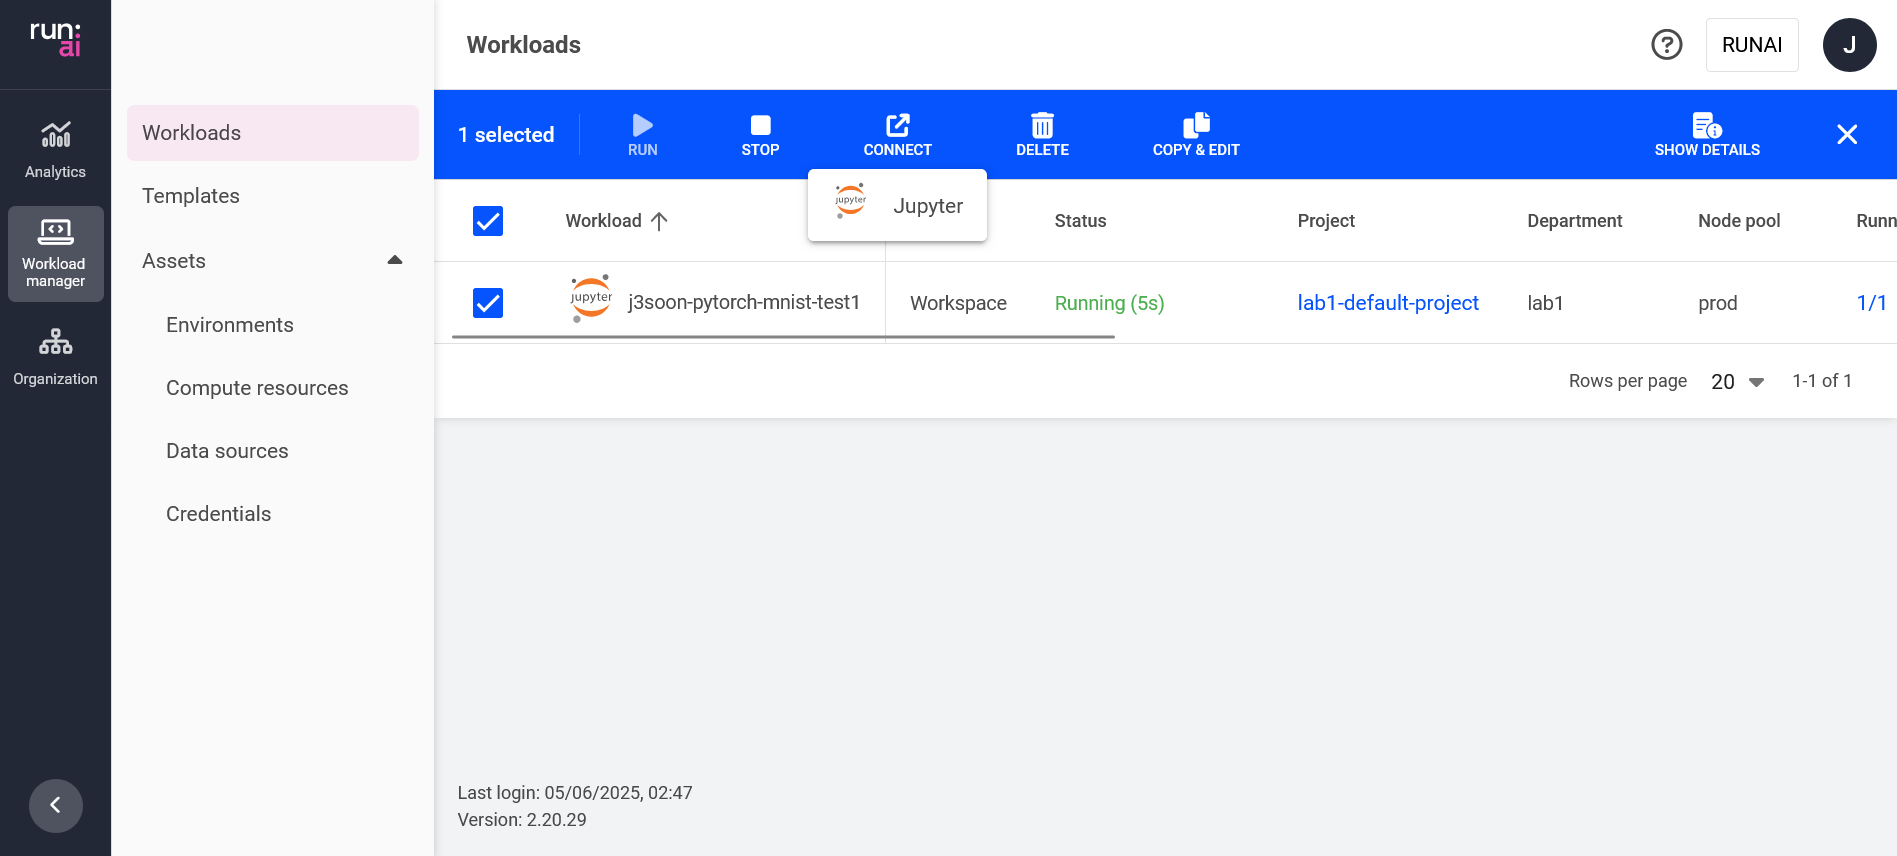 run:
ai
Workloads
RUNAI
J
Analytics
Workload
manager
Organization
Workloads
Templates
Assets
Environments
Compute resources
Data sources
Credentials
1 selected
RUN
STOP
CONNECT
DELETE
COPY & EDIT
SHOW DETAILS
jupyter
Jupyter
Workload
Status
Project
Department
Node pool
Runn
jupyter
j3soon-pytorch-mnist-test1
Workspace
Running (5s)
lab1-default-project
lab1
prod
1/1
Rows per page
20
1-1 of 1
Last login: 05/06/2025, 02:47
Version: 2.20.29